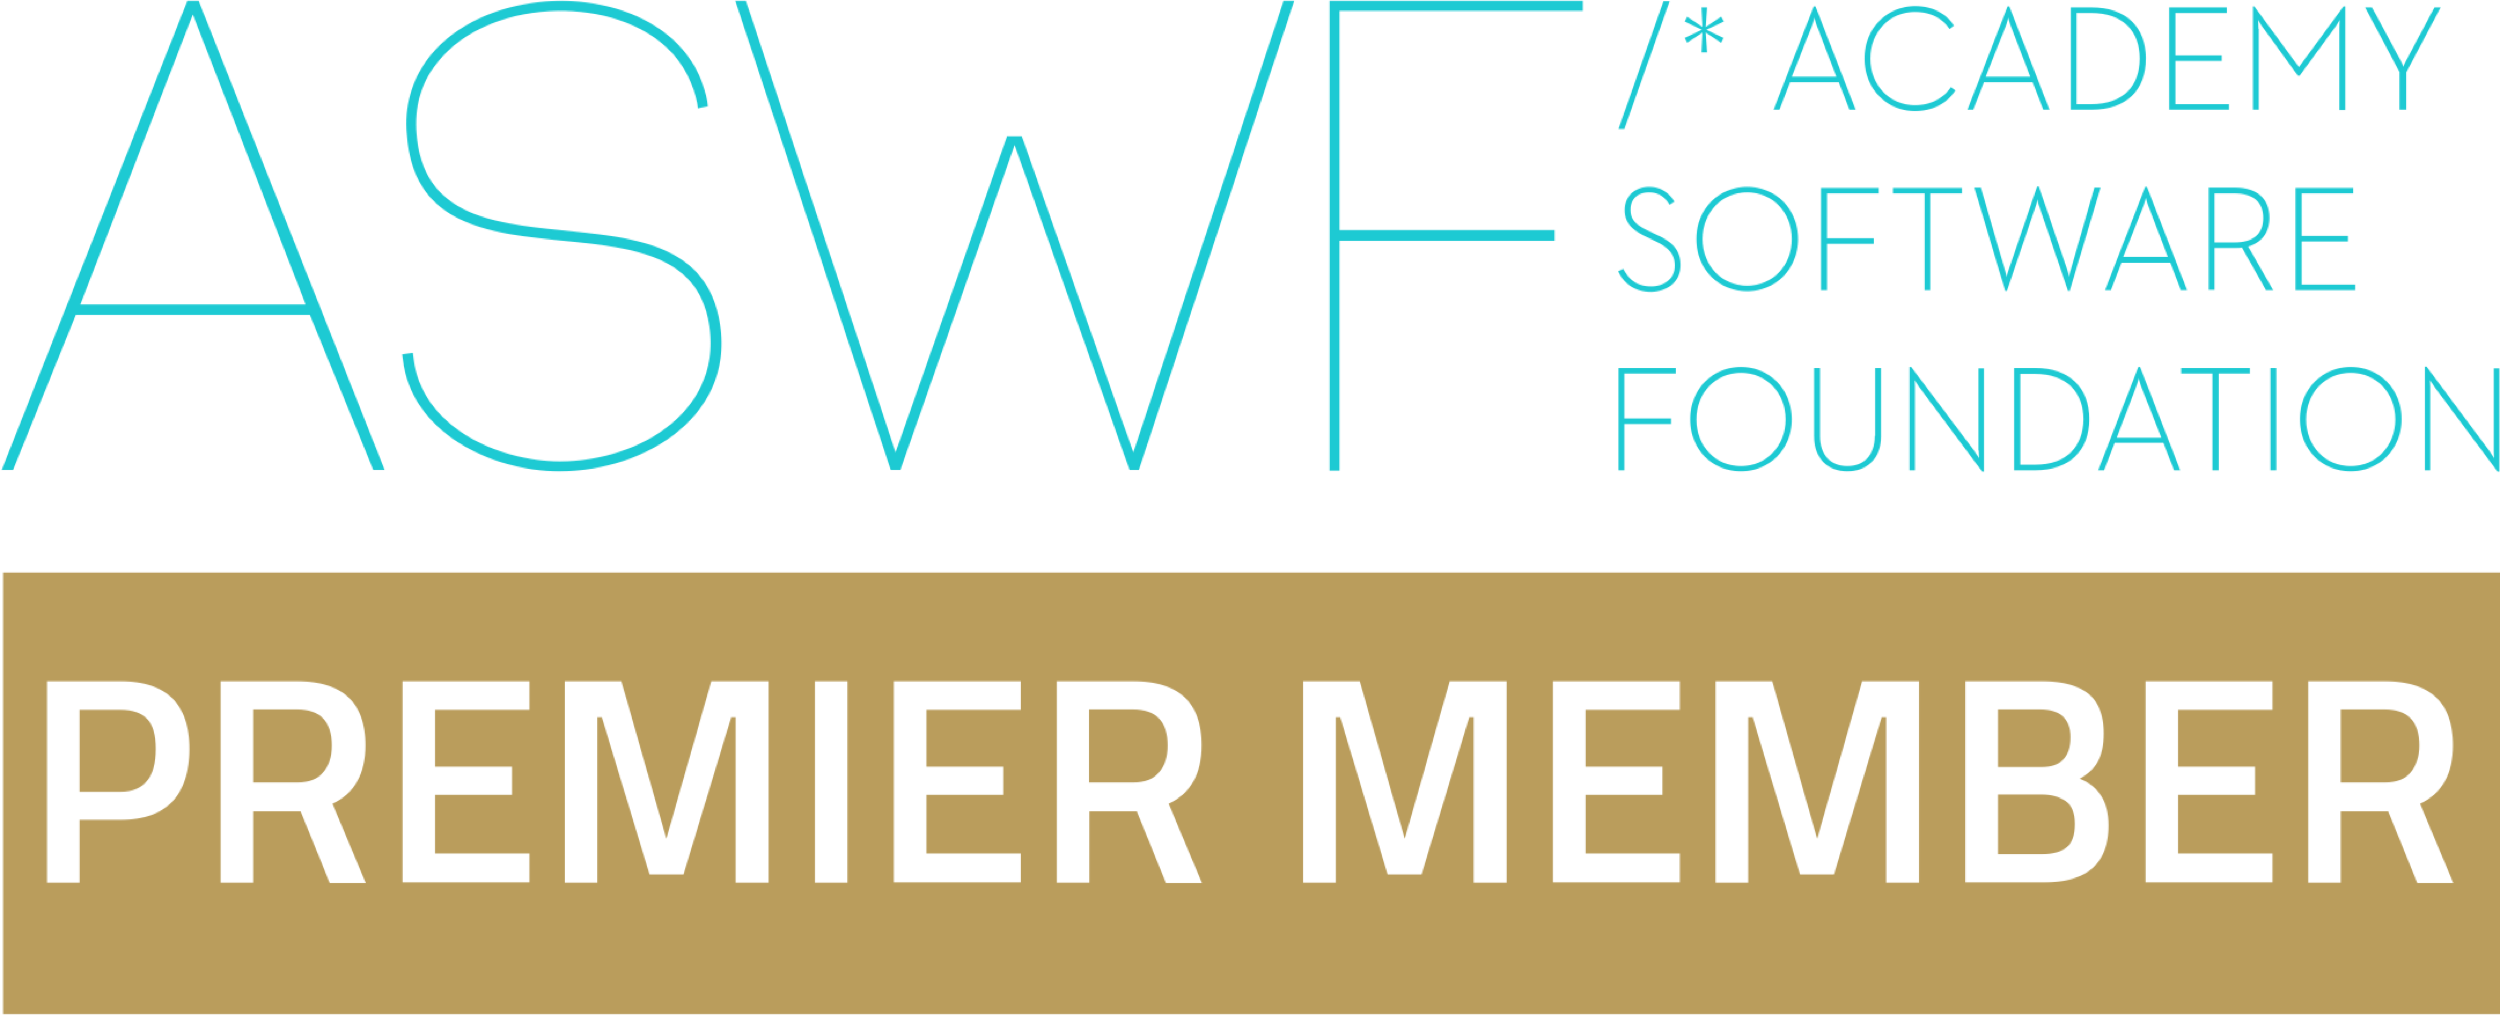 ASWF /*ACADEMY
SOFTWARE
FOUNDATION
PREMIER MEMBER